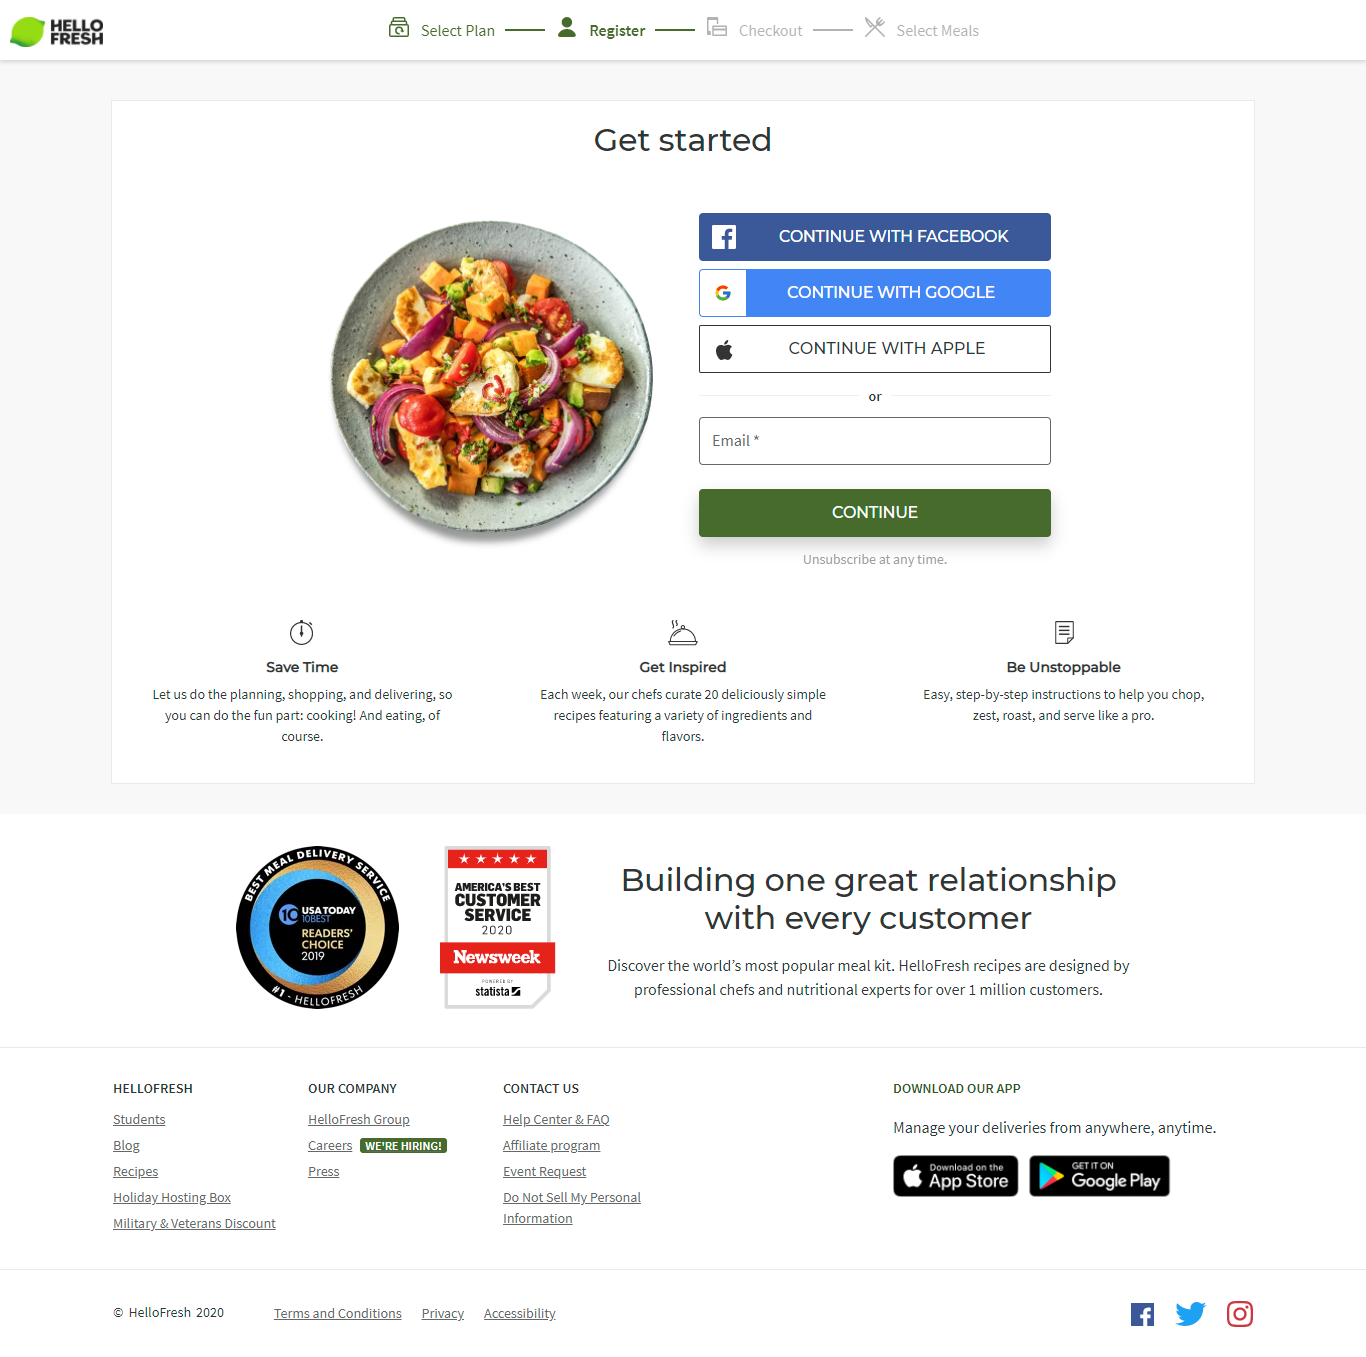 HELLO
FRESH
Select Plan
Register
Checkout
Select Meals
Get started
CONTINUE WITH FACEBOOK
CONTINUE WITH GOOGLE
CONTINUE WITH APPLE
or
Email *
CONTINUE
Unsubscribe at any time.
Save Time
Let us do the planning, shopping, and delivering, so
you can do the fun part: cooking! And eating, of
course.
Get Inspired
Each week, our chefs curate 20 deliciously simple
recipes featuring a variety of ingredients and
flavors.
Be Unstoppable
Easy, step-by-step instructions to help you chop,
zest, roast, and serve like a pro.
BEST MEAL DELIVERY SERVICE
10
USA TODAY
10BEST
READERS'
CHOICE
2019
#1 - HELLOFRESH
AMERICA'S BEST
CUSTOMER
SERVICE
2020
Newsweek
POWERED BY
statista
Building one great relationship
with every customer
Discover the world’s most popular meal kit. HelloFresh recipes are designed by
professional chefs and nutritional experts for over 1 million customers.
HELLOFRESH
Students
Blog
Recipes
Holiday Hosting Box
Military & Veterans Discount
OUR COMPANY
HelloFresh Group
Careers WE'RE HIRING!
Press
CONTACT US
Help Center & FAQ
Affiliate program
Event Request
Do Not Sell My Personal
Information
DOWNLOAD OUR APP
Manage your deliveries from anywhere, anytime.
Download on the
App Store
GET IT ON
Google Play
© HelloFresh 2020
Terms and Conditions
Privacy
Accessibility